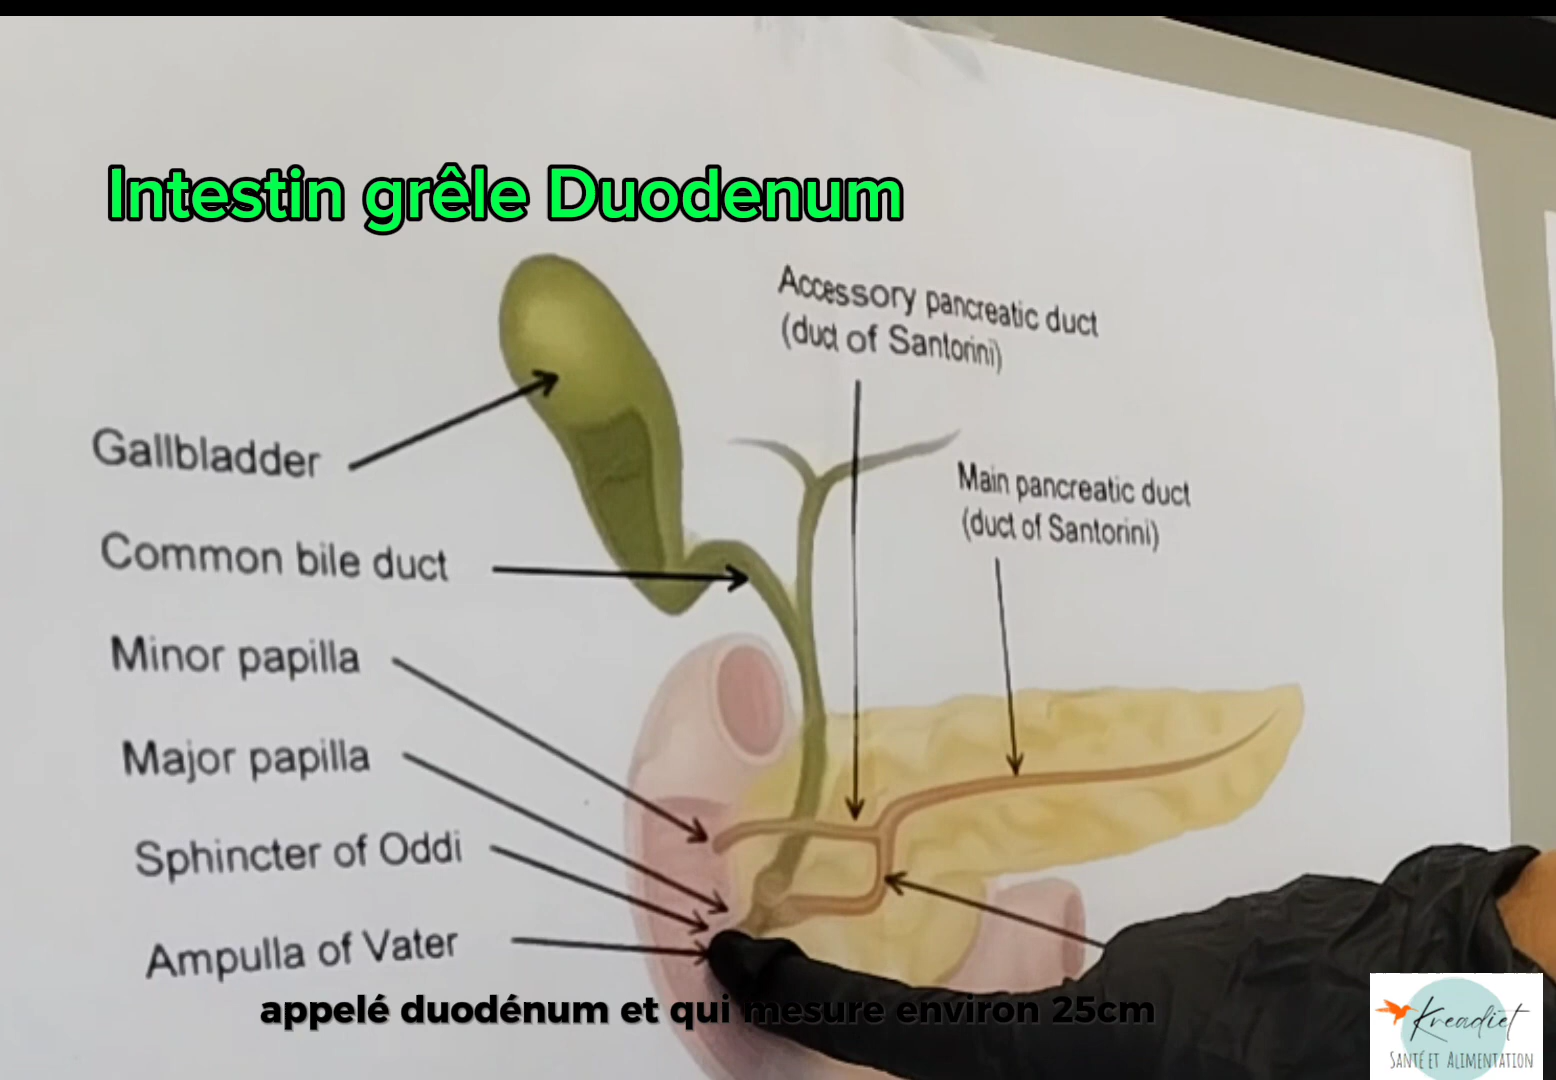 Intestin grêle Duodenum
Accessory pancreatic duct
(duct of Santorini)
Gallbladder
Main pancreatic duct
(duct of Santorini)
Common bile duct
Minor papilla
Major papilla
Sphincter of Oddi
Ampulla of Vater
appelé duodénum et qui mesure environ 25cm
Kreadiet
SANTÉ ET ALIMENTATION